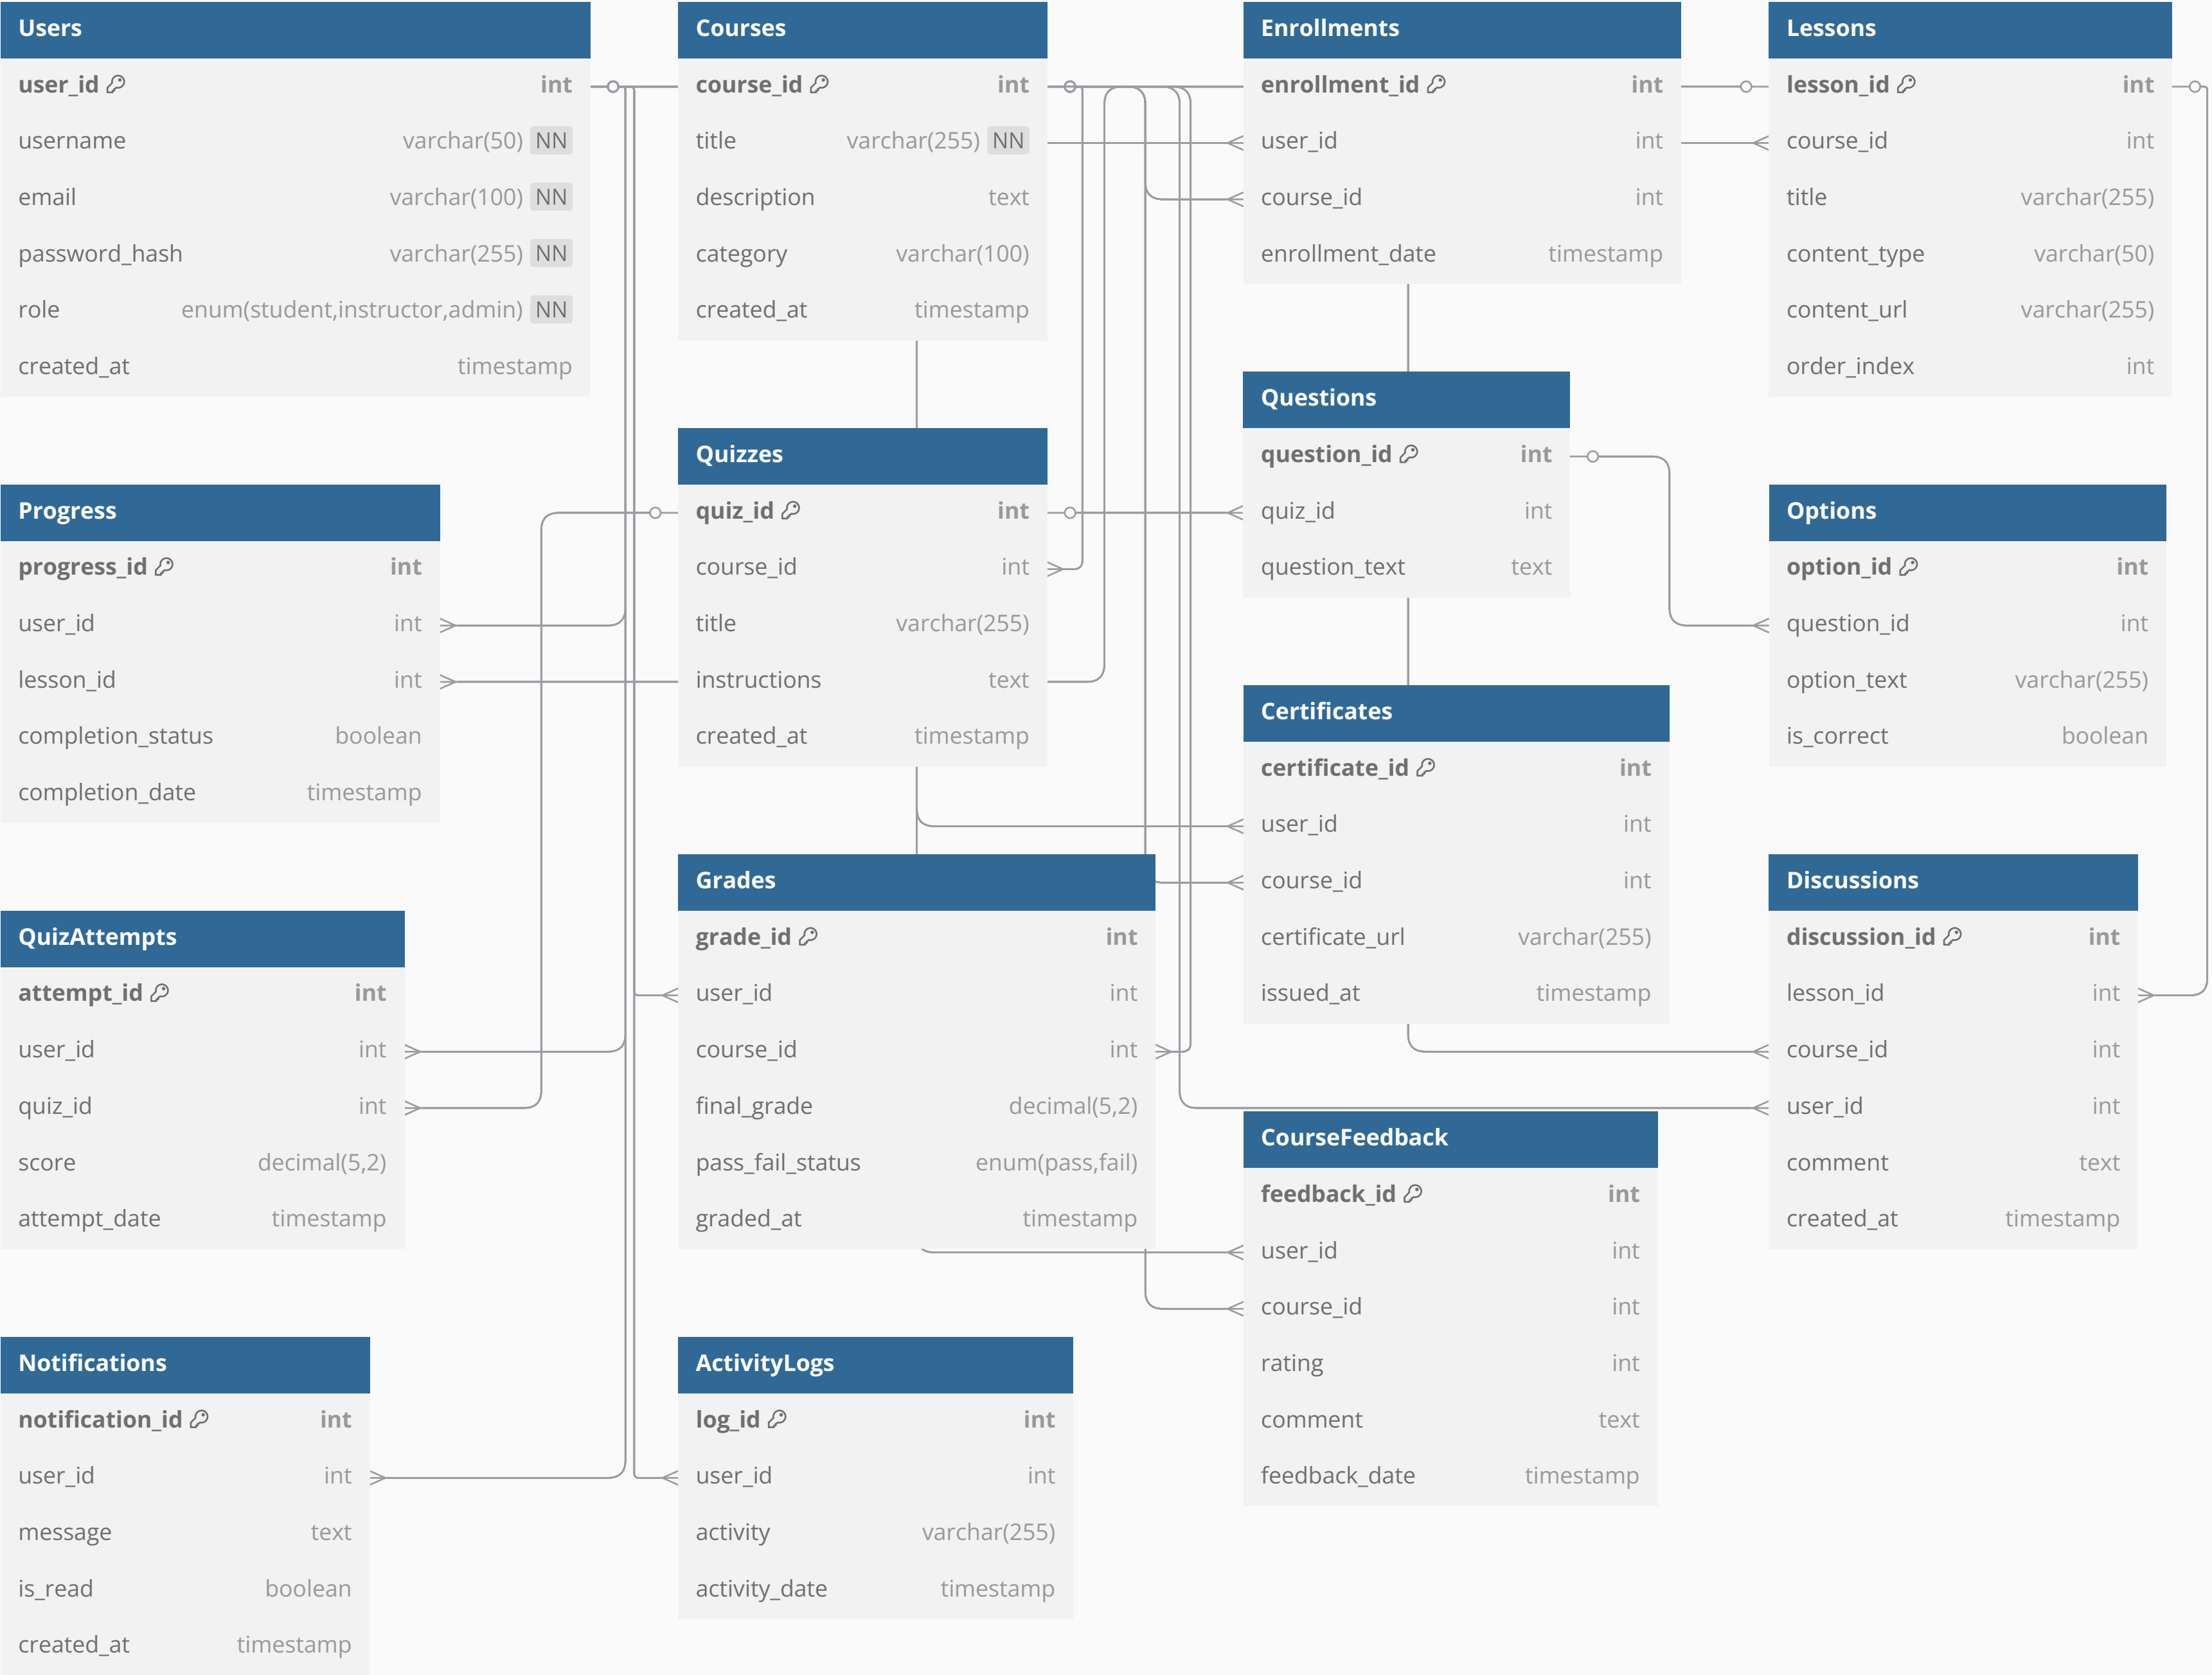 Users
user_id int
username varchar(50) NN
email varchar(100) NN
password_hash varchar(255) NN
role enum(student,instructor,admin) NN
created_at timestamp
Courses
course_id int
title varchar(255) NN
description text
category varchar(100)
created_at timestamp
Enrollments
enrollment_id int
user_id int
course_id int
enrollment_date timestamp
Lessons
lesson_id int
course_id int
title varchar(255)
content_type varchar(50)
content_url varchar(255)
order_index int
Progress
progress_id int
user_id int
lesson_id int
completion_status boolean
completion_date timestamp
Quizzes
quiz_id int
course_id int
title varchar(255)
instructions text
created_at timestamp
Questions
question_id int
quiz_id int
question_text text
Options
option_id int
question_id int
option_text varchar(255)
is_correct boolean
QuizAttempts
attempt_id int
user_id int
quiz_id int
score decimal(5,2)
attempt_date timestamp
Grades
grade_id int
user_id int
course_id int
final_grade decimal(5,2)
pass_fail_status enum(pass,fail)
graded_at timestamp
Certificates
certificate_id int
user_id int
course_id int
certificate_url varchar(255)
issued_at timestamp
Discussions
discussion_id int
lesson_id int
course_id int
user_id int
comment text
created_at timestamp
Notifications
notification_id int
user_id int
message text
is_read boolean
created_at timestamp
ActivityLogs
log_id int
user_id int
activity varchar(255)
activity_date timestamp
CourseFeedback
feedback_id int
user_id int
course_id int
rating int
comment text
feedback_date timestamp